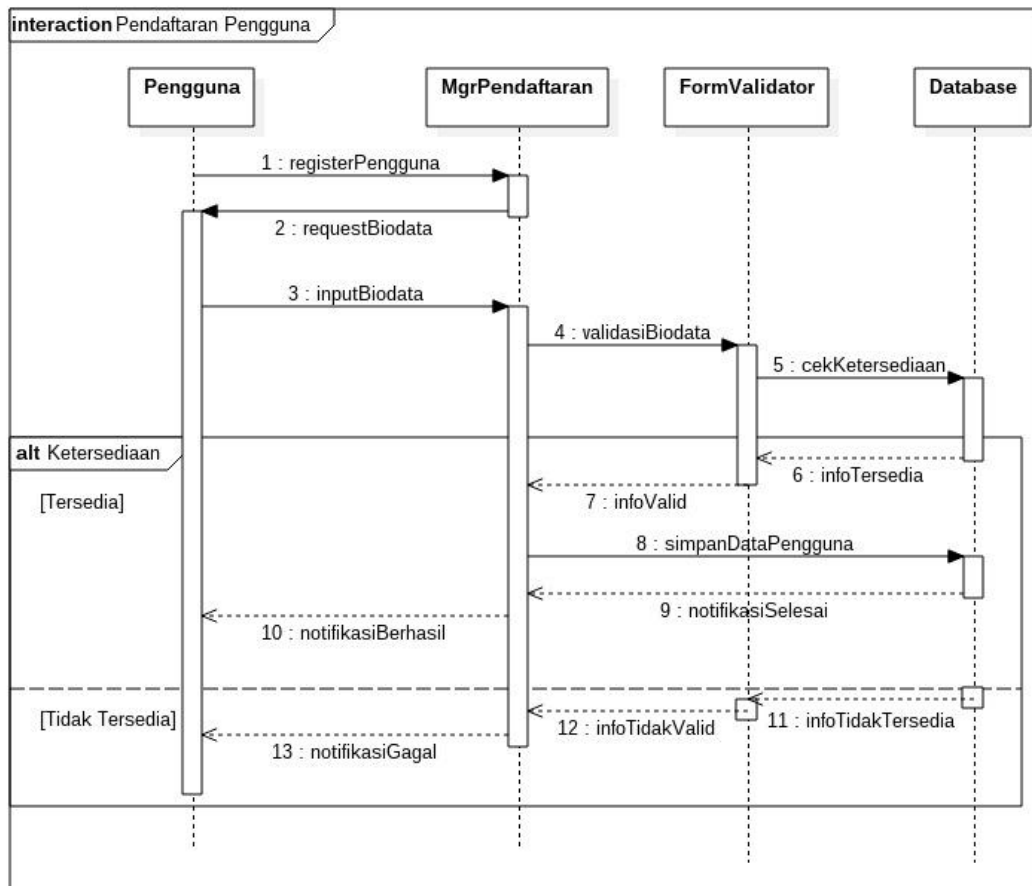 interaction Pendaftaran Pengguna
Pengguna
MgrPendaftaran
FormValidator
Database
1 : registerPengguna
2 : requestBiodata
3 : inputBiodata
4 : validasiBiodata
5 : cekKetersediaan
alt Ketersediaan
6 : infoTersedia
[Tersedia]
7 : infoValid
8 : simpanDataPengguna
9 : notifikasiSelesai
10 : notifikasiBerhasil
[Tidak Tersedia]
11 : infoTidakTersedia
12 : infoTidakValid
13 : notifikasiGagal